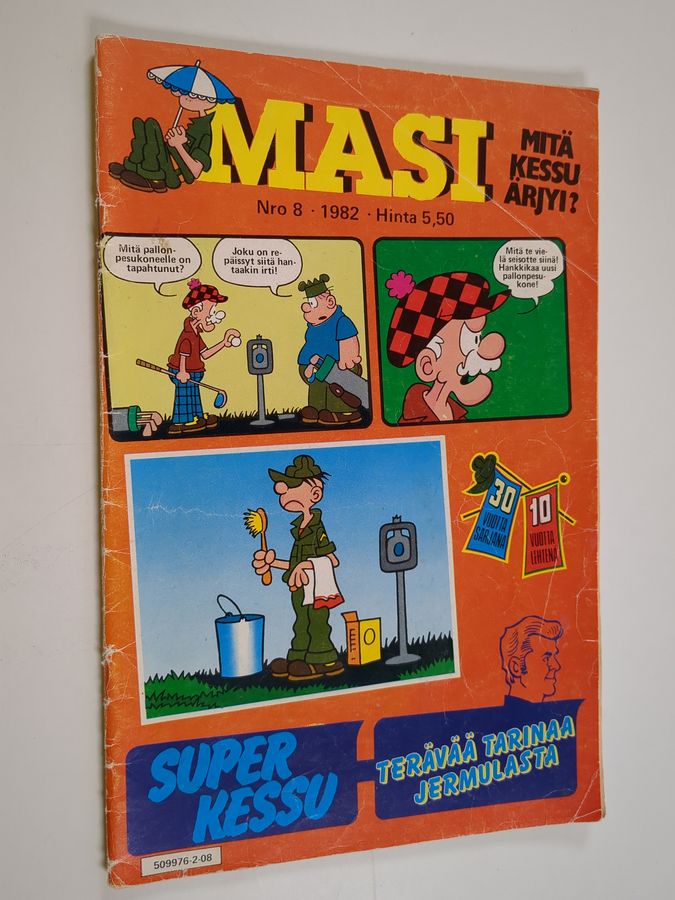 MASI
MITÄ
KESSU
ÄRJYI?
Nro 8 · 1982 · Hinta 5,50
Mitä pallon-
pesukoneelle on
tapahtunut?
Joku on re-
päissyt siitä han-
taakin irti!
Mitä te vie-
lä seisotte siinä!
Hankkikaa uusi
pallonpesu-
kone!
30
VUOTTA
SARJANA
10
VUOTTA
LEHTENÄ
SUPER
KESSU
TERÄVÄÄ TARINAA
JERMULASTA
509976-2-08